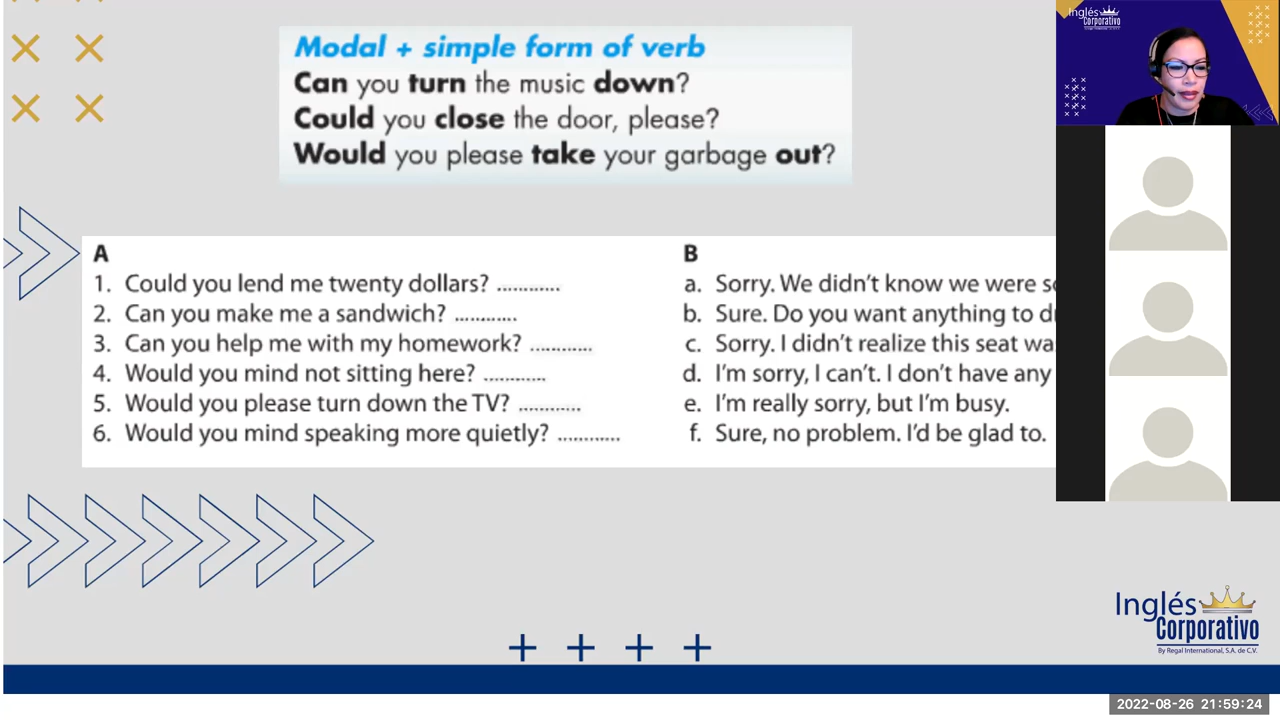 Modal + simple form of verb
Can you turn the music down?
Could you close the door, please?
Would you please take your garbage out?
A
1. Could you lend me twenty dollars? ............
2. Can you make me a sandwich? ............
3. Can you help me with my homework? ............
4. Would you mind not sitting here? ............
5. Would you please turn down the TV? ............
6. Would you mind speaking more quietly? ............
B
a. Sorry. We didn't know we were
b. Sure. Do you want anything to
c. Sorry. I didn't realize this seat
d. I'm sorry, I can't. I don't have any
e. I'm really sorry, but I'm busy.
f. Sure, no problem. I'd be glad to.
Inglés
Corporativo
Inglés
Corporativo
By Regal International, S.A. de C.V.
2022-08-26 21:59:24